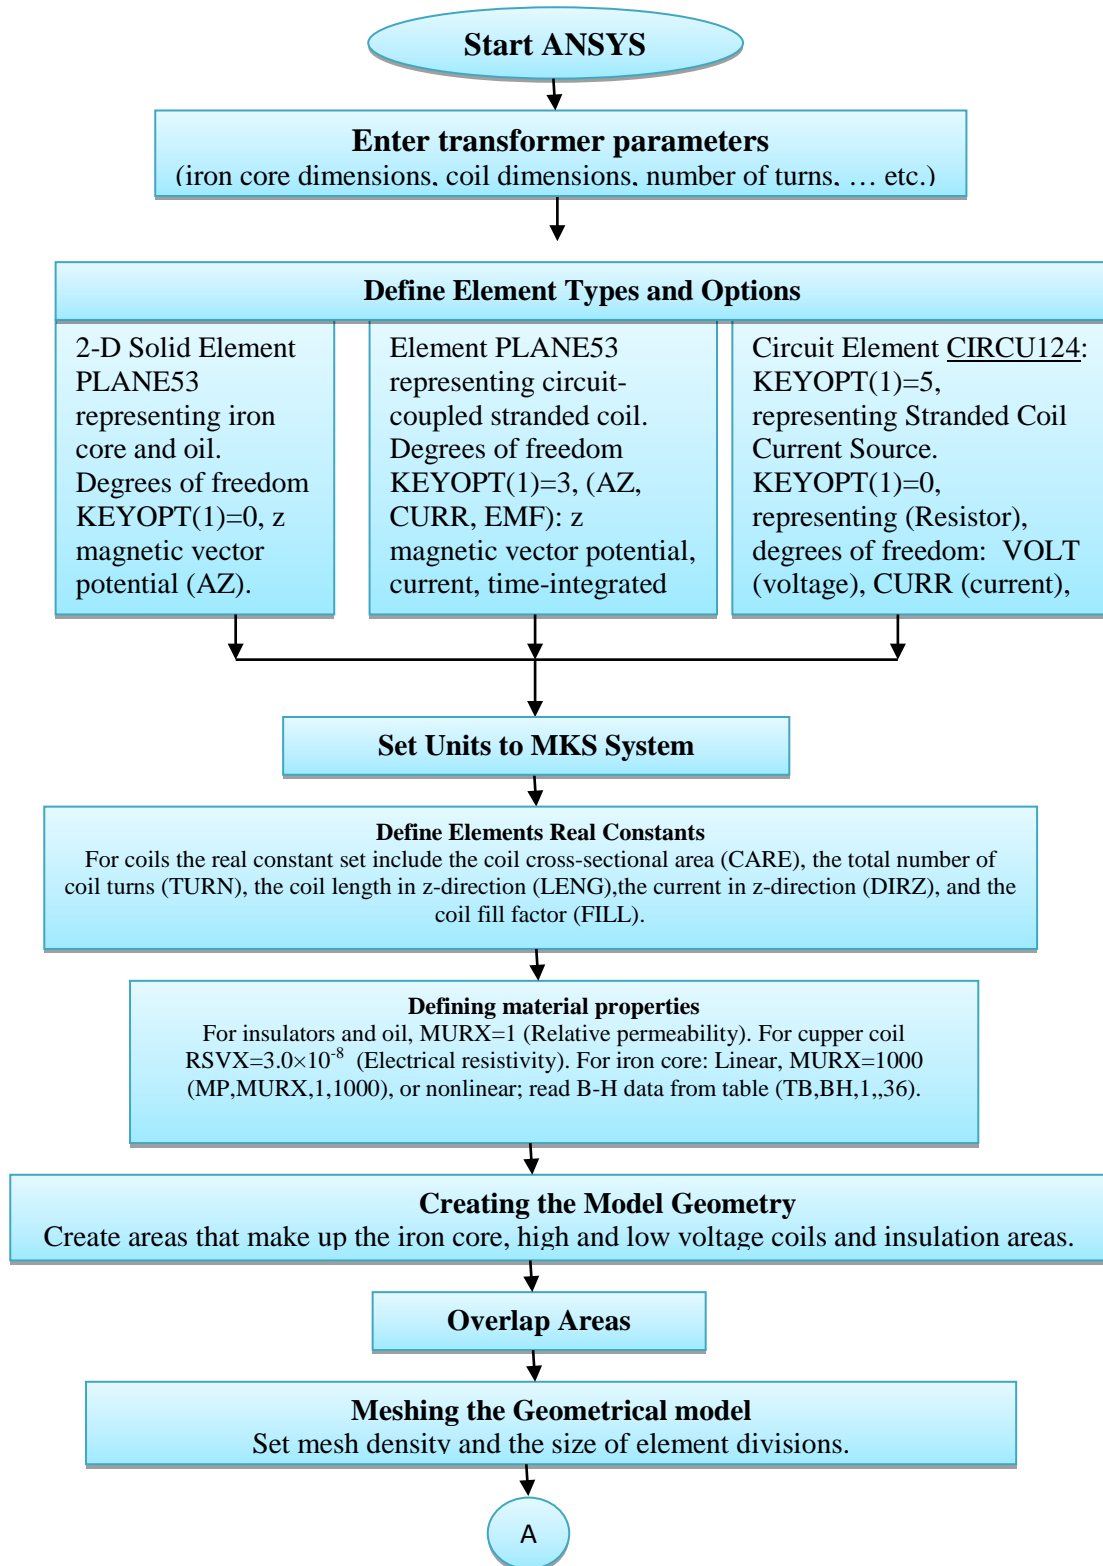 Start ANSYS
Enter transformer parameters
(iron core dimensions, coil dimensions, number of turns, … etc.)
Define Element Types and Options
2-D Solid Element
PLANE53
representing iron
core and oil.
Degrees of freedom
KEYOPT(1)=0, z
magnetic vector
potential (AZ).
Element PLANE53
representing circuit-
coupled stranded coil.
Degrees of freedom
KEYOPT(1)=3, (AZ,
CURR, EMF): z
magnetic vector potential,
current, time-integrated
Circuit Element CIRCU124:
KEYOPT(1)=5,
representing Stranded Coil
Current Source.
KEYOPT(1)=0,
representing (Resistor),
degrees of freedom: VOLT
(voltage), CURR (current),
Set Units to MKS System
Define Elements Real Constants
For coils the real constant set include the coil cross-sectional area (CARE), the total number of
coil turns (TURN), the coil length in z-direction (LENG),the current in z-direction (DIRZ), and the
coil fill factor (FILL).
Defining material properties
For insulators and oil, MURX=1 (Relative permeability). For cupper coil
RSVX=3.0×10⁻⁸ (Electrical resistivity). For iron core: Linear, MURX=1000
(MP,MURX,1,1000), or nonlinear; read B-H data from table (TB,BH,1,,36).
Creating the Model Geometry
Create areas that make up the iron core, high and low voltage coils and insulation areas.
Overlap Areas
Meshing the Geometrical model
Set mesh density and the size of element divisions.
A